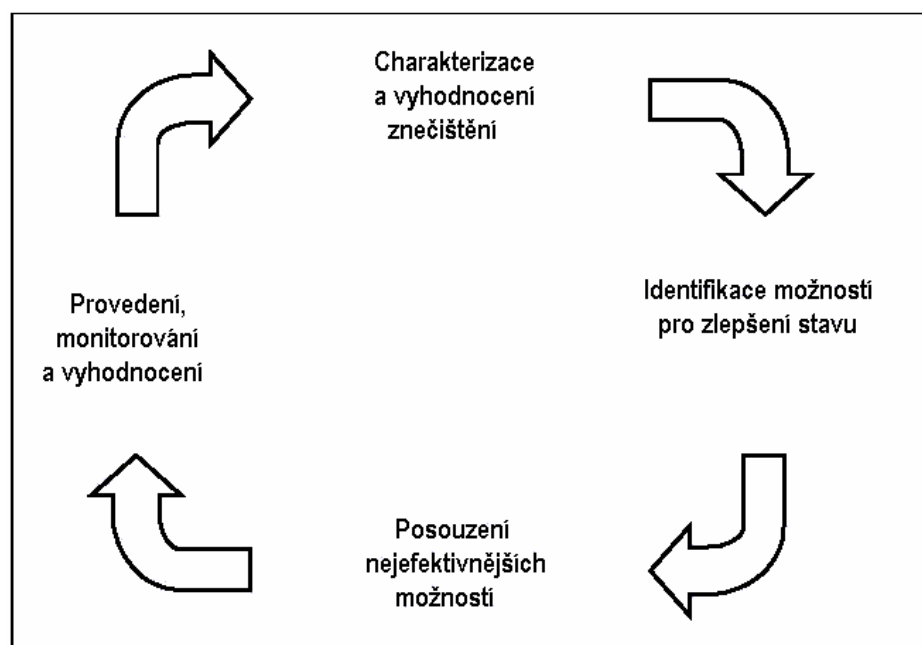 Charakterizace
a vyhodnocení
znečištění
Identifikace možností
pro zlepšení stavu
Posouzení
nejefektivnějších
možností
Provedení,
monitorování
a vyhodnocení